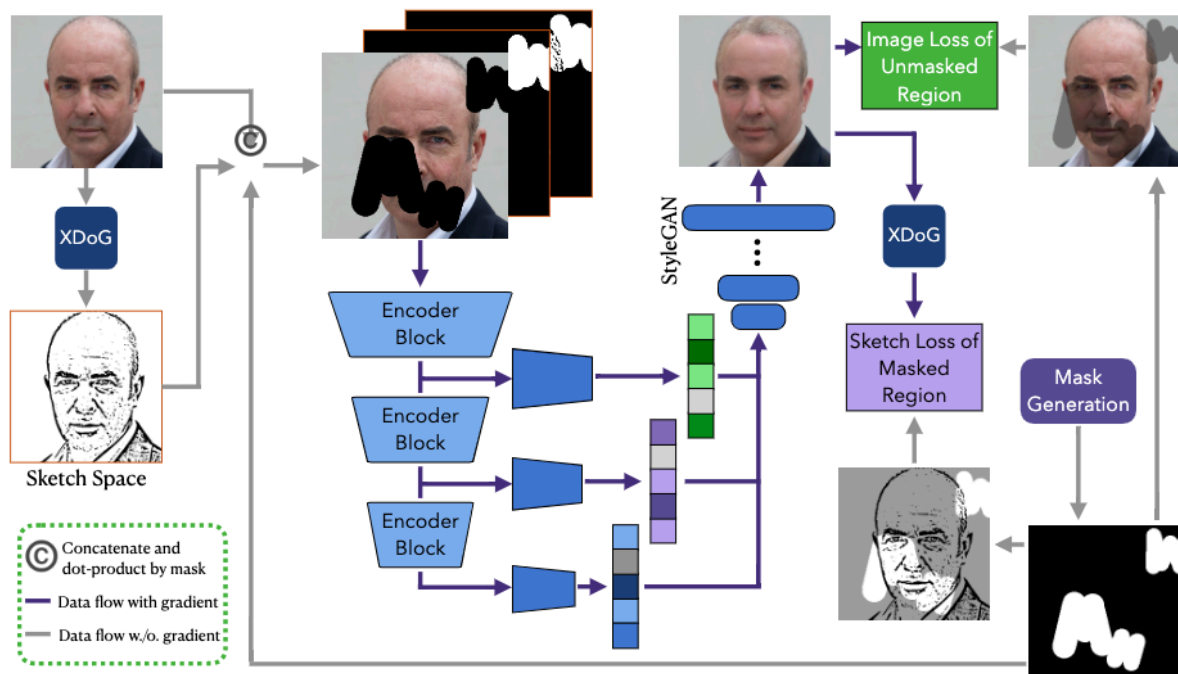 Image Loss of
Unmasked
Region
©
XDoG
StyleGAN
XDoG
Encoder
Block
Sketch Loss of
Masked
Region
Mask
Generation
Encoder
Block
Sketch Space
Encoder
Block
© Concatenate and
dot-product by mask
Data flow with gradient
Data flow w./o. gradient